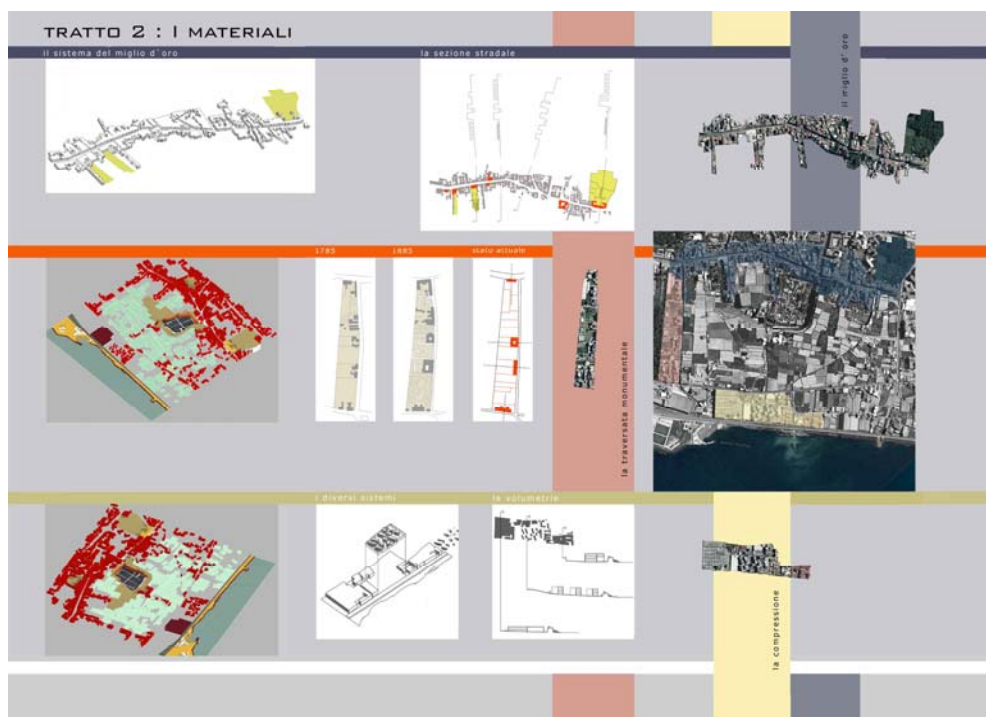 TRATTO 2 : I MATERIALI
il sistema del miglio d'oro
la sezione stradale
il miglio d'oro
1785
1885
stato attuale
la traversata monumentale
i diversi sistemi
le volumetrie
la compressione